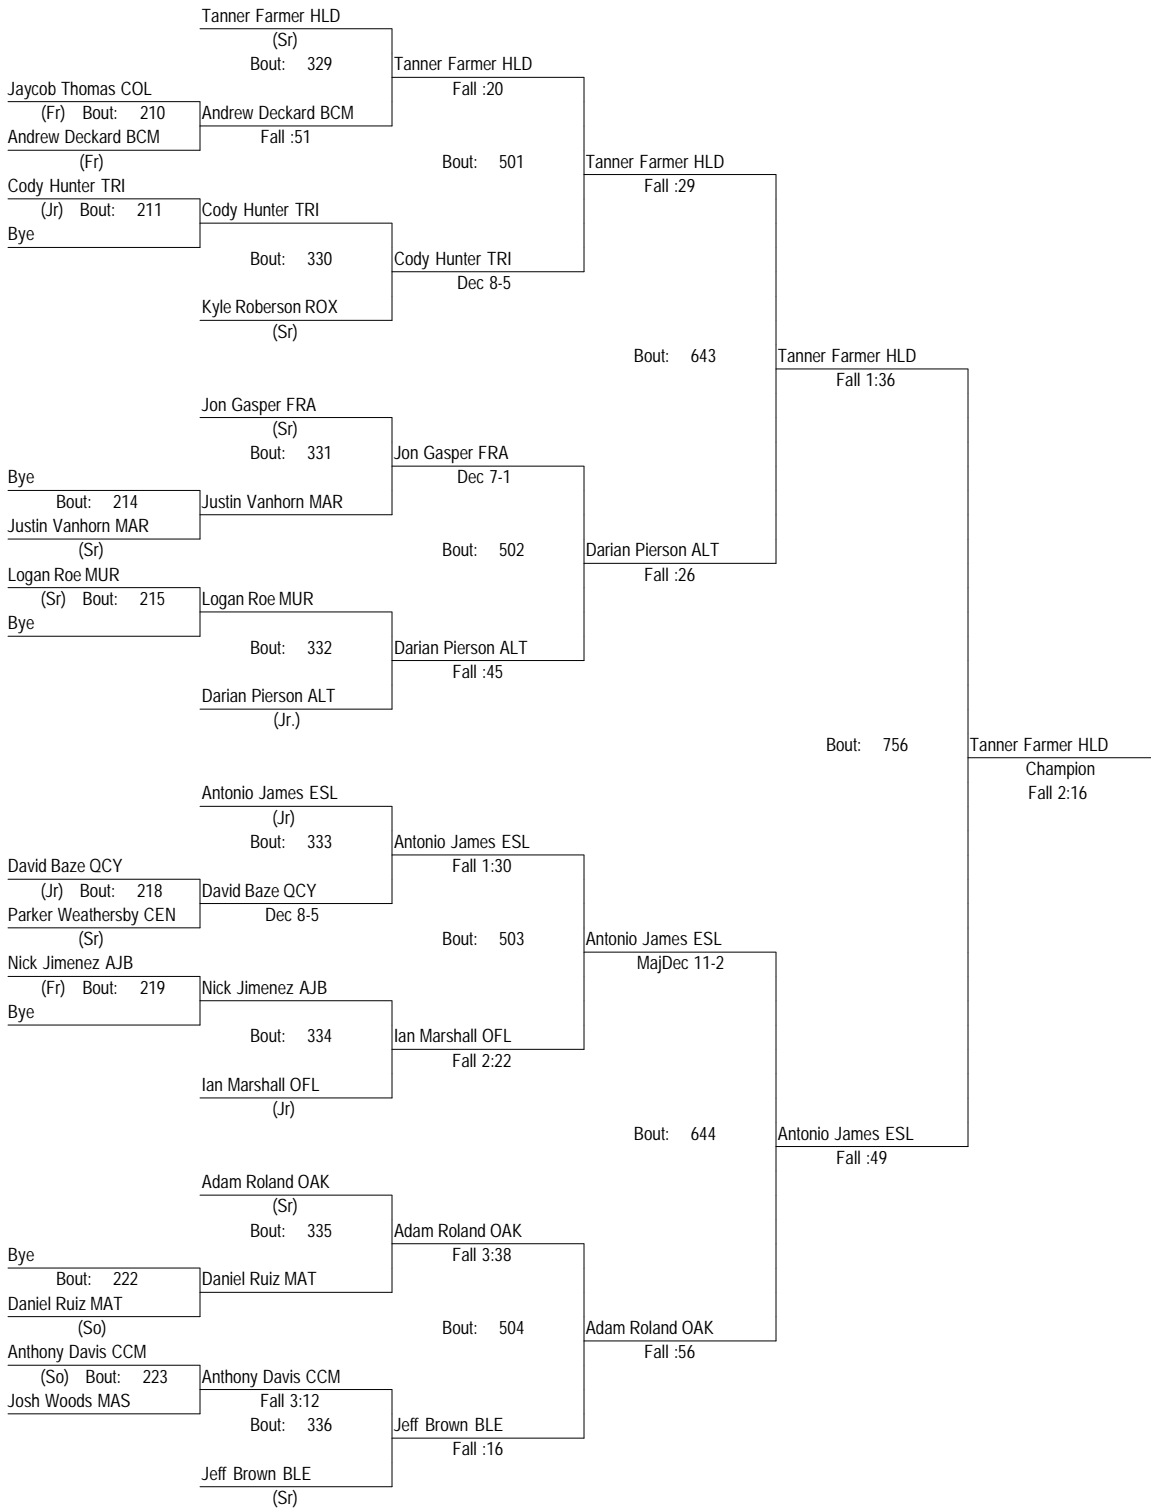 Tanner Farmer HLD
(Sr)
Bout: 329
Tanner Farmer HLD
Fall :20
Jaycob Thomas COL
(Fr) Bout: 210
Andrew Deckard BCM
Andrew Deckard BCM
Fall :51
(Fr)
Bout: 501
Tanner Farmer HLD
Fall :29
Cody Hunter TRI
(Jr) Bout: 211
Cody Hunter TRI
Bye
Bout: 330
Cody Hunter TRI
Dec 8-5
Kyle Roberson ROX
(Sr)
Bout: 643
Tanner Farmer HLD
Fall 1:36
Jon Gasper FRA
(Sr)
Bout: 331
Jon Gasper FRA
Dec 7-1
Bye
Bout: 214
Justin Vanhorn MAR
Justin Vanhorn MAR
(Sr)
Bout: 502
Darian Pierson ALT
Fall :26
Logan Roe MUR
(Sr) Bout: 215
Logan Roe MUR
Bye
Bout: 332
Darian Pierson ALT
Fall :45
Darian Pierson ALT
(Jr.)
Bout: 756
Tanner Farmer HLD
Champion
Fall 2:16
Antonio James ESL
(Jr)
Bout: 333
Antonio James ESL
Fall 1:30
David Baze QCY
(Jr) Bout: 218
David Baze QCY
Parker Weathersby CEN
Dec 8-5
(Sr)
Bout: 503
Antonio James ESL
MajDec 11-2
Nick Jimenez AJB
(Fr) Bout: 219
Nick Jimenez AJB
Bye
Bout: 334
Ian Marshall OFL
Fall 2:22
Ian Marshall OFL
(Jr)
Bout: 644
Antonio James ESL
Fall :49
Adam Roland OAK
(Sr)
Bout: 335
Adam Roland OAK
Fall 3:38
Bye
Bout: 222
Daniel Ruiz MAT
Daniel Ruiz MAT
(So)
Bout: 504
Adam Roland OAK
Fall :56
Anthony Davis CCM
(So) Bout: 223
Anthony Davis CCM
Josh Woods MAS
Fall 3:12
Bout: 336
Jeff Brown BLE
Fall :16
Jeff Brown BLE
(Sr)